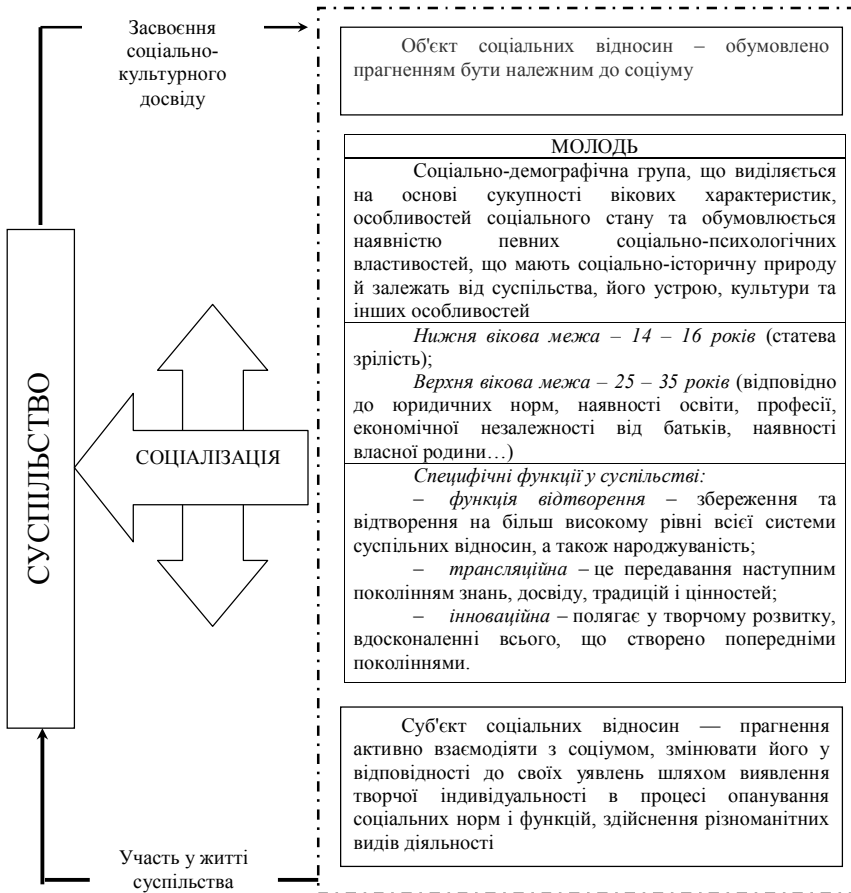 Засвоєння
соціально-
культурного
досвіду
Об'єкт соціальних відносин – обумовлено
прагненням бути належним до соціуму
МОЛОДЬ
Соціально-демографічна група, що виділяється
на основі сукупності вікових характеристик,
особливостей соціального стану та обумовлюється
наявністю певних соціально-психологічних
властивостей, що мають соціально-історичну природу
й залежать від суспільства, його устрою, культури та
інших особливостей
Нижня вікова межа – 14 – 16 років (статева
зрілість);
Верхня вікова межа – 25 – 35 років (відповідно
до юридичних норм, наявності освіти, професії,
економічної незалежності від батьків, наявності
власної родини…)
Специфічні функції у суспільстві:
– функція відтворення – збереження та
відтворення на більш високому рівні всієї системи
суспільних відносин, а також народжуваність;
– трансляційна – це передавання наступним
поколінням знань, досвіду, традицій і цінностей;
– інноваційна – полягає у творчому розвитку,
вдосконаленні всього, що створено попередніми
поколіннями.
СУСПІЛЬСТВО
СОЦІАЛІЗАЦІЯ
Суб'єкт соціальних відносин — прагнення
активно взаємодіяти з соціумом, змінювати його у
відповідності до своїх уявлень шляхом виявлення
творчої індивідуальності в процесі опанування
соціальних норм і функцій, здійснення різноманітних
видів діяльності
Участь у житті
суспільства